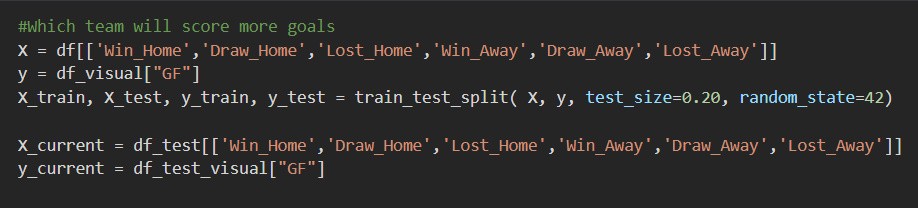 #Which team will score more goals
X = df[['Win_Home','Draw_Home','Lost_Home','Win_Away','Draw_Away','Lost_Away']]
y = df_visual["GF"]
X_train, X_test, y_train, y_test = train_test_split( X, y, test_size=0.20, random_state=42)
X_current = df_test[['Win_Home','Draw_Home','Lost_Home','Win_Away','Draw_Away','Lost_Away']]
y_current = df_test_visual["GF"]